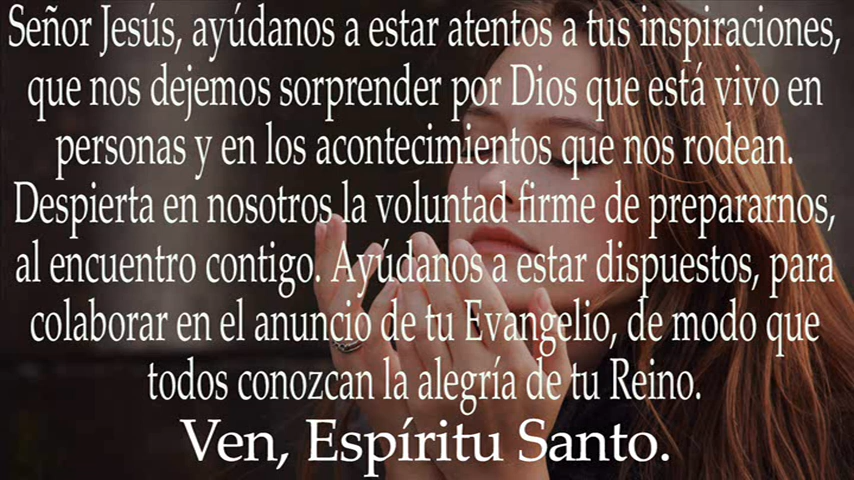 Señor Jesús, ayúdanos a estar atentos a tus inspiraciones,
que nos dejemos sorprender por Dios que está vivo en
personas y en los acontecimientos que nos rodean.
Despierta en nosotros la voluntad firme de prepararnos,
al encuentro contigo. Ayúdanos a estar dispuestos, para
colaborar en el anuncio de tu Evangelio, de modo que
todos conozcan la alegría de tu Reino.
Ven, Espíritu Santo.